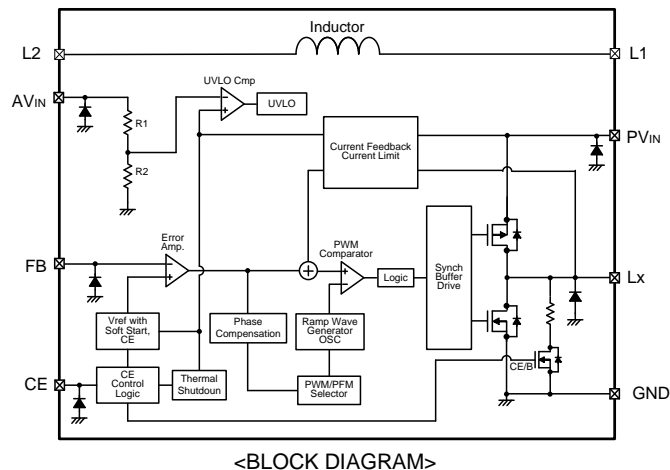 Inductor
L2
L1
UVLO Cmp
AVIN
UVLO
R1
Current Feedback
Current Limit
PVIN
R2
Error
Amp.
PWM
Comparator
FB
Logic
Synch
Buffer
Drive
Lx
Vref with
Soft Start,
CE
Phase
Compensation
Ramp Wave
Generator
OSC
CE
CE
Control
Logic
Thermal
Shutdoun
PWM/PFM
Selector
CE/B
GND
<BLOCK DIAGRAM>